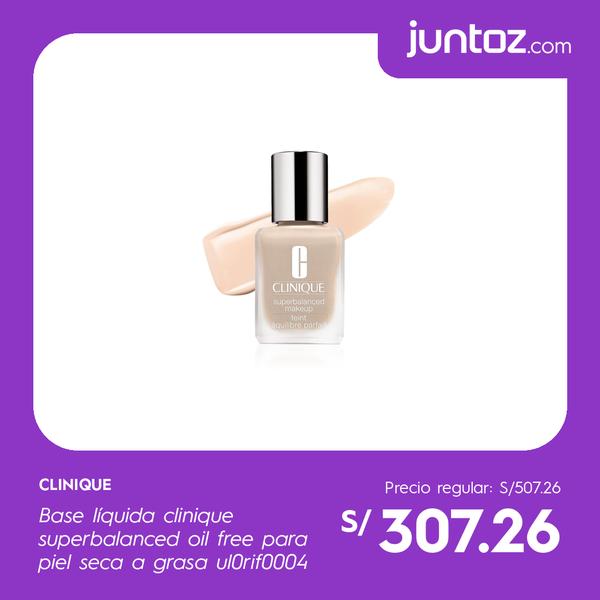 juntoz.com
CLINIQUE
superbalanced
makeup
teint
équilibre parfait
CLINIQUE
Base líquida clinique
superbalanced oil free para
piel seca a grasa ul0rif0004
Precio regular: S/507.26
S/ 307.26